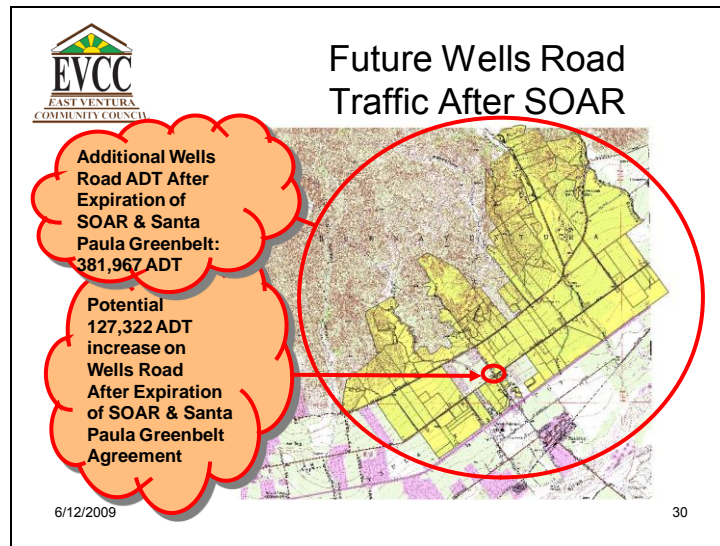 EVCC
EAST VENTURA
COMMUNITY COUNCIL
Future Wells Road
Traffic After SOAR
Additional Wells
Road ADT After
Expiration of
SOAR & Santa
Paula Greenbelt:
381,967 ADT
Potential
127,322 ADT
increase on
Wells Road
After Expiration
of SOAR & Santa
Paula Greenbelt
Agreement
6/12/2009
30